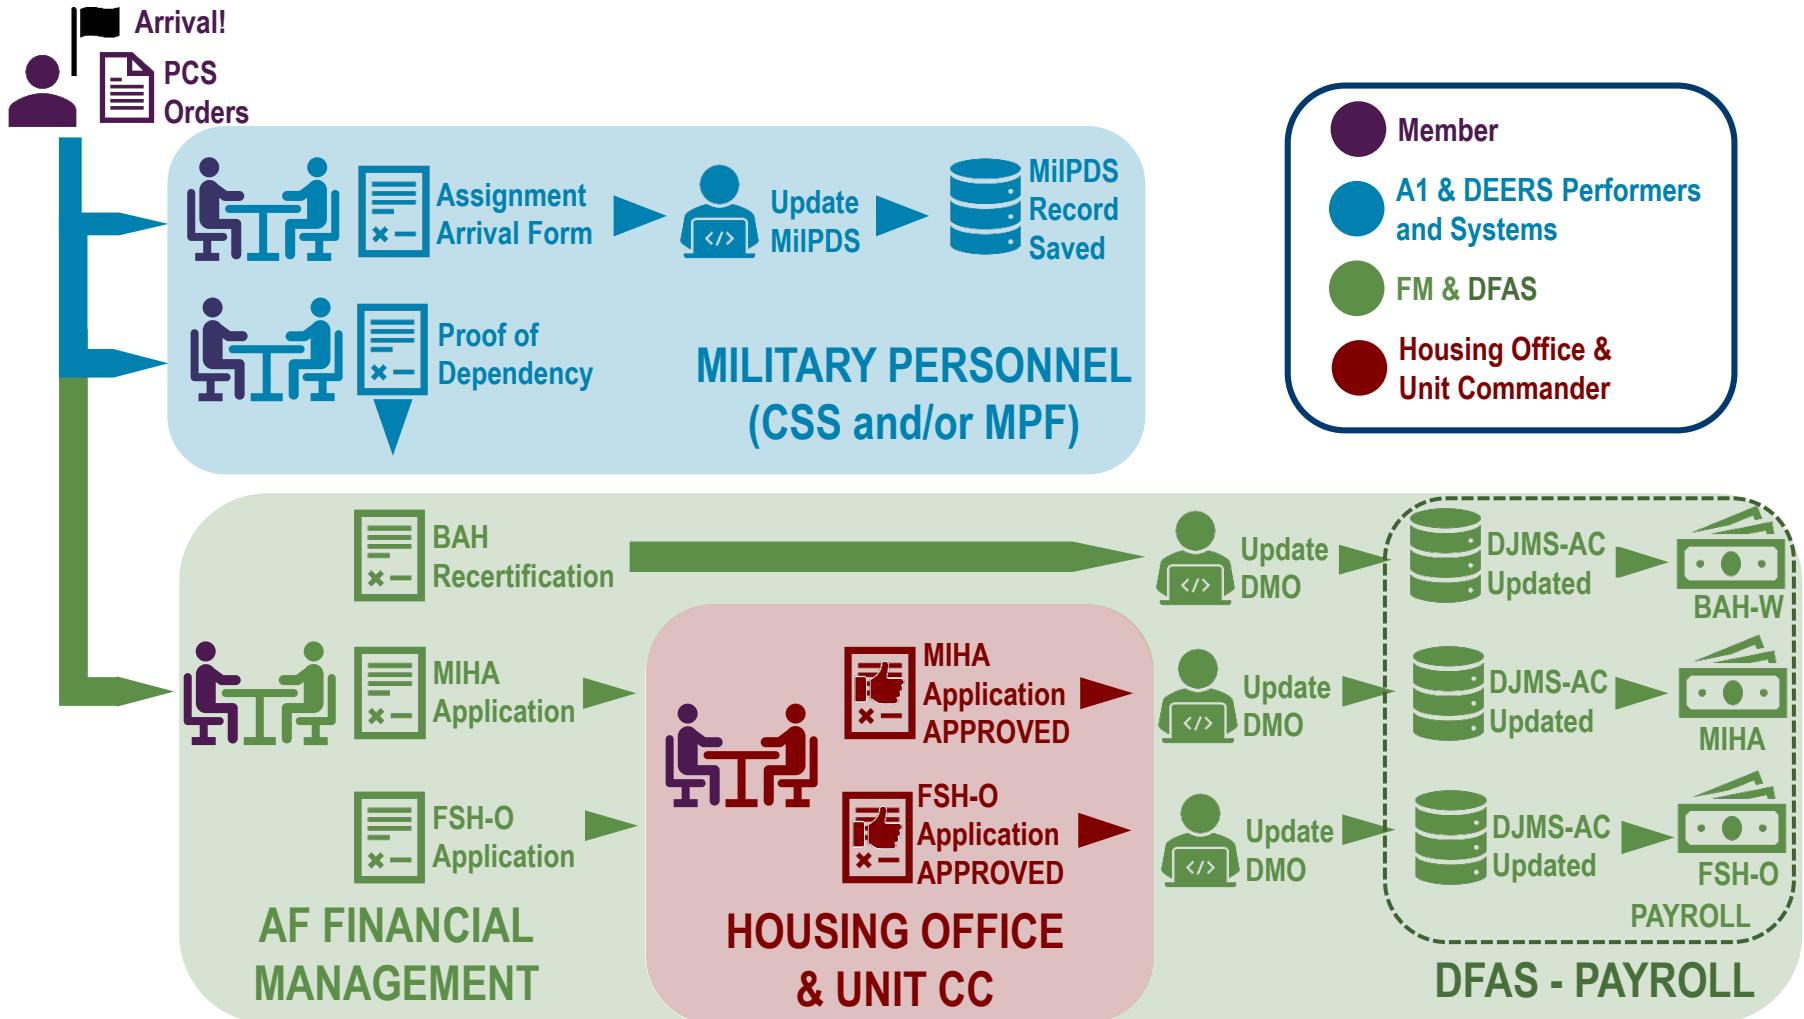 Arrival!
PCS
Orders
Member
A1 & DEERS Performers
and Systems
FM & DFAS
Housing Office &
Unit Commander
Assignment
Arrival Form
Update
MilPDS
MilPDS
Record
Saved
Proof of
Dependency
MILITARY PERSONNEL
(CSS and/or MPF)
BAH
Recertification
Update
DMO
DJMS-AC
Updated
BAH-W
MIHA
Application
MIHA
Application
APPROVED
Update
DMO
DJMS-AC
Updated
MIHA
FSH-O
Application
FSH-O
Application
APPROVED
Update
DMO
DJMS-AC
Updated
FSH-O
PAYROLL
AF FINANCIAL
MANAGEMENT
HOUSING OFFICE
& UNIT CC
DFAS - PAYROLL